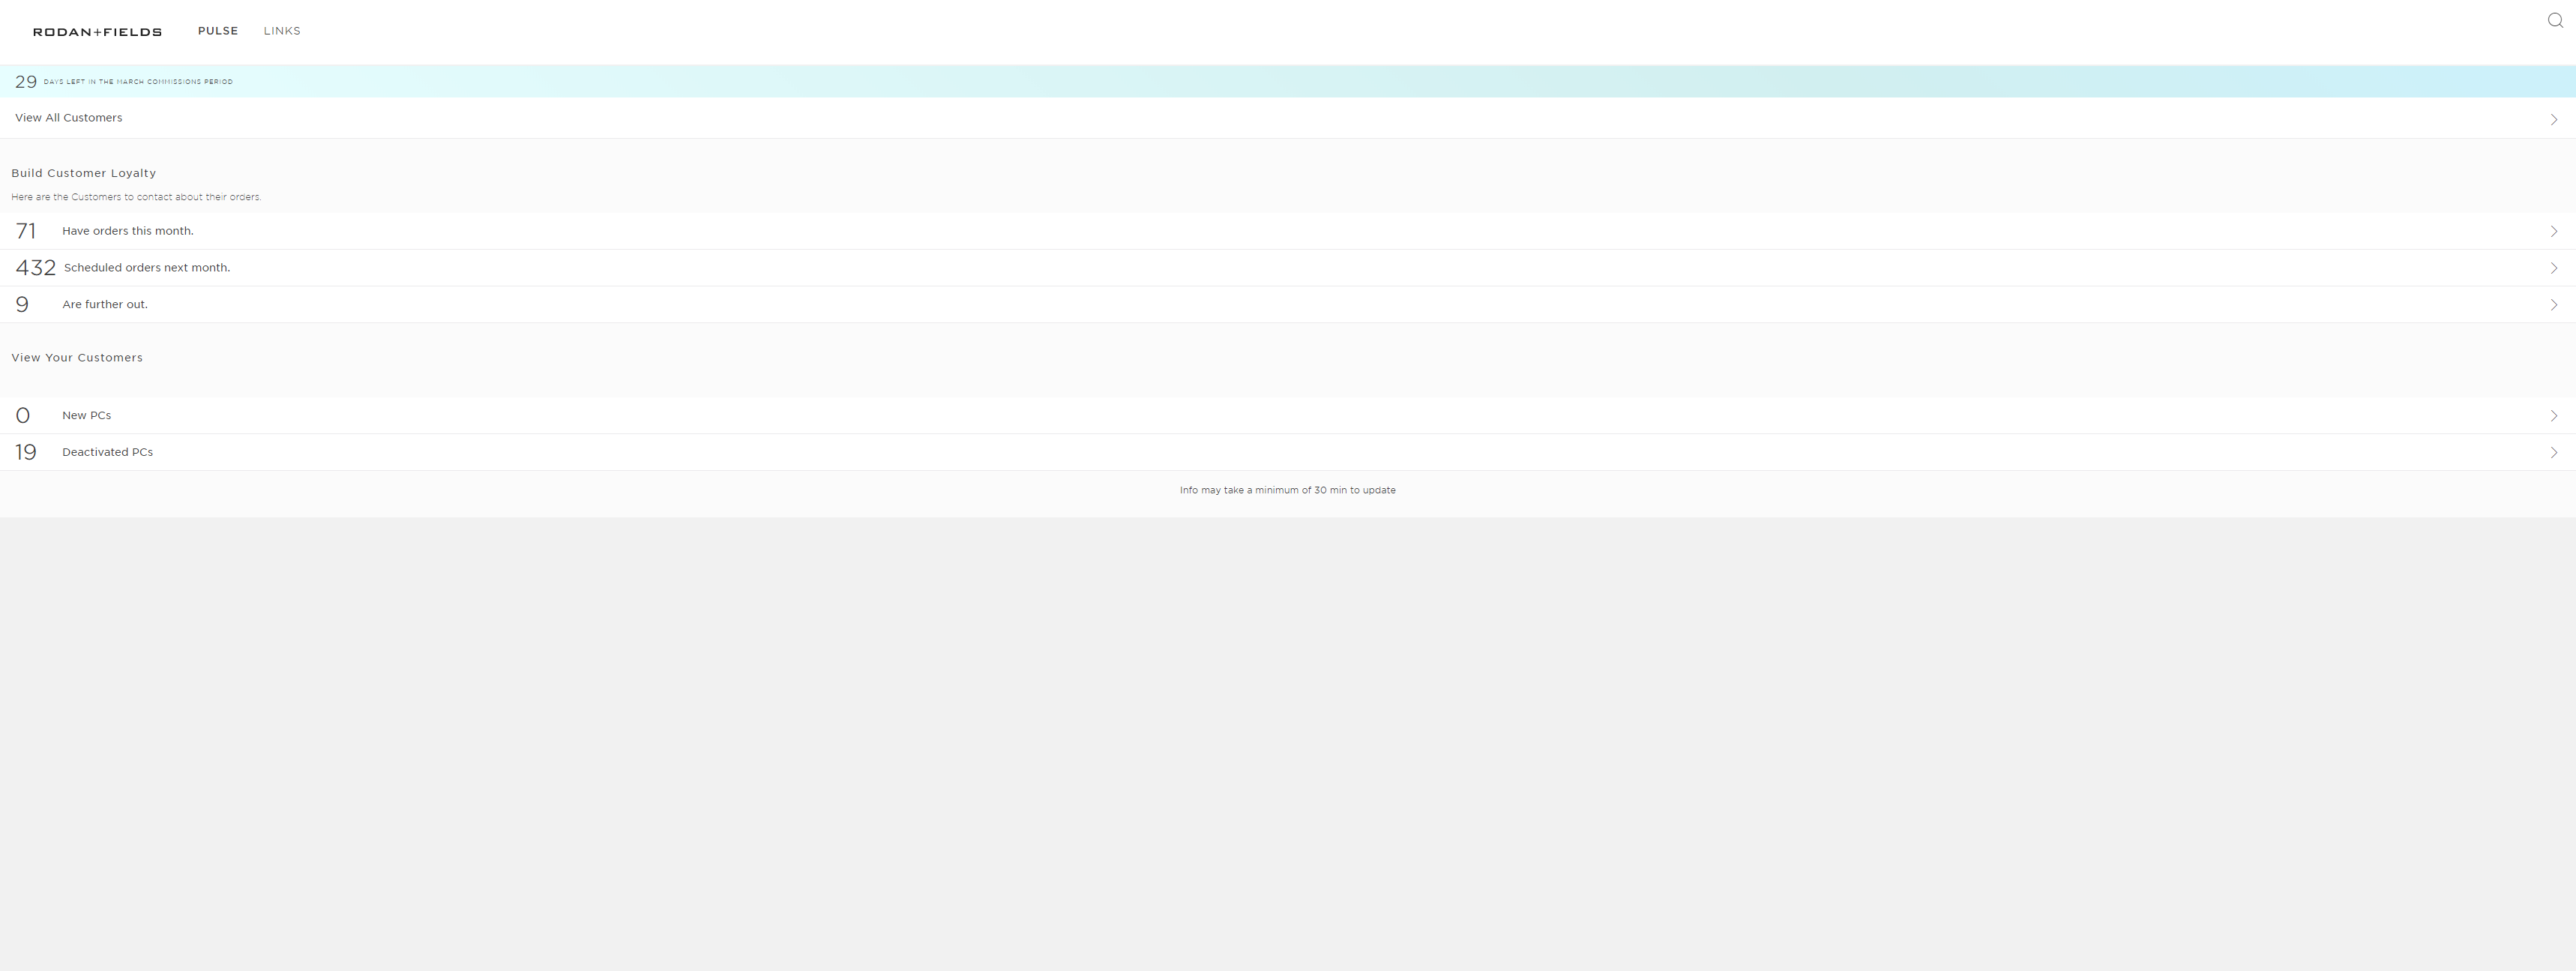 RODAN+FIELDS PULSE LINKS
29 DAYS LEFT IN THE MARCH COMMISSIONS PERIOD
View All Customers
Build Customer Loyalty
Here are the Customers to contact about their orders.
71 Have orders this month.
432 Scheduled orders next month.
9 Are further out.
View Your Customers
0 New PCs
19 Deactivated PCs
Info may take a minimum of 30 min to update